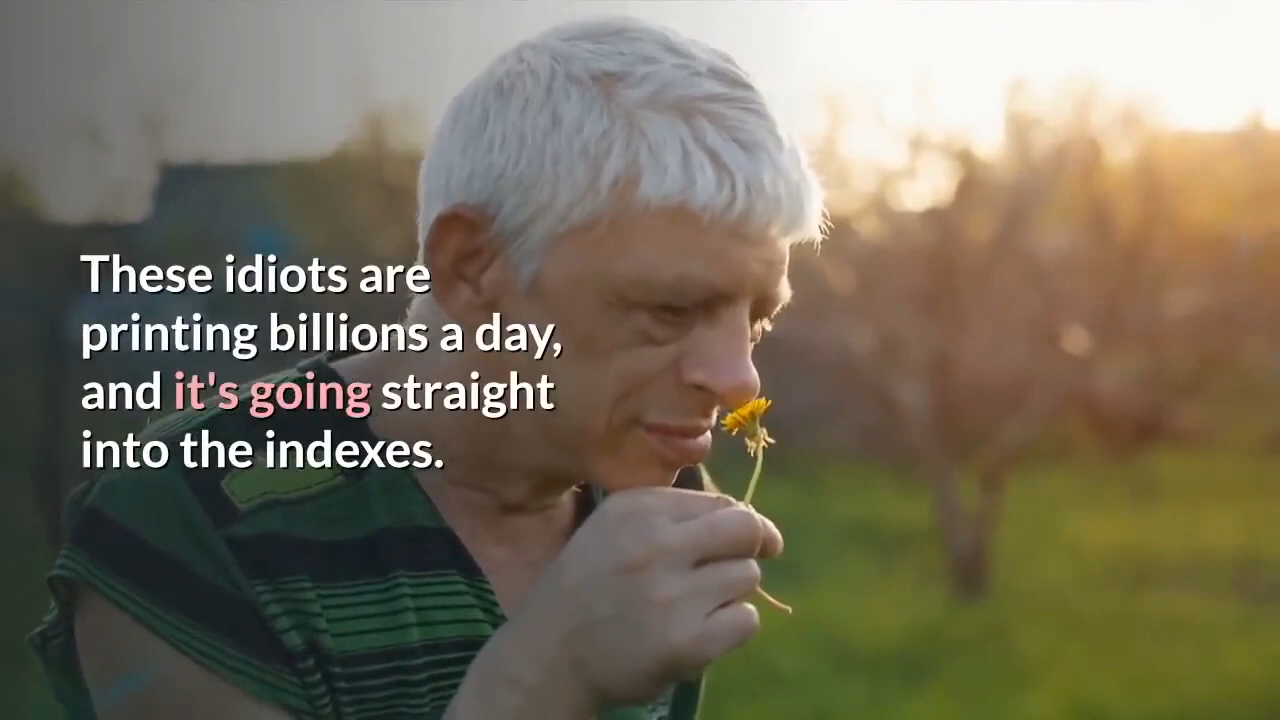 These idiots are
printing billions a day,
and it's going straight
into the indexes.